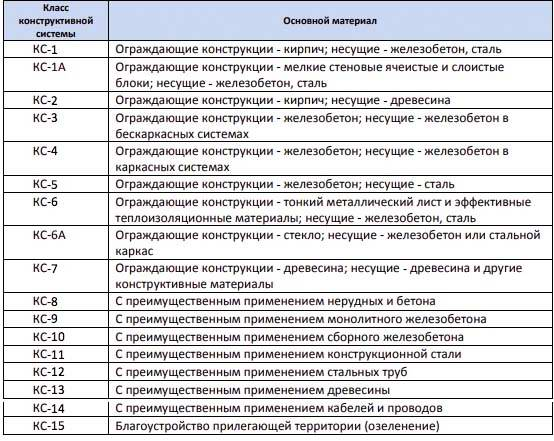 Класс
конструктивной
системы
Основной материал
КС-1 Ограждающие конструкции - кирпич; несущие - железобетон, сталь
КС-1А Ограждающие конструкции - мелкие стеновые ячеистые и слоистые
блоки; несущие - железобетон, сталь
КС-2 Ограждающие конструкции - кирпич; несущие - древесина
КС-3 Ограждающие конструкции - железобетон; несущие - железобетон в
бескаркасных системах
КС-4 Ограждающие конструкции - железобетон; несущие - железобетон в
каркасных системах
КС-5 Ограждающие конструкции - железобетон; несущие - сталь
КС-6 Ограждающие конструкции - тонкий металлический лист и эффективные
теплоизоляционные материалы; несущие - железобетон, сталь
КС-6А Ограждающие конструкции - стекло; несущие - железобетон или стальной
каркас
КС-7 Ограждающие конструкции - древесина; несущие - древесина и другие
конструктивные материалы
КС-8 С преимущественным применением нерудных и бетона
КС-9 С преимущественным применением монолитного железобетона
КС-10 С преимущественным применением сборного железобетона
КС-11 С преимущественным применением конструкционной стали
КС-12 С преимущественным применением стальных труб
КС-13 С преимущественным применением древесины
КС-14 С преимущественным применением кабелей и проводов
КС-15 Благоустройство прилегающей территории (озеленение)